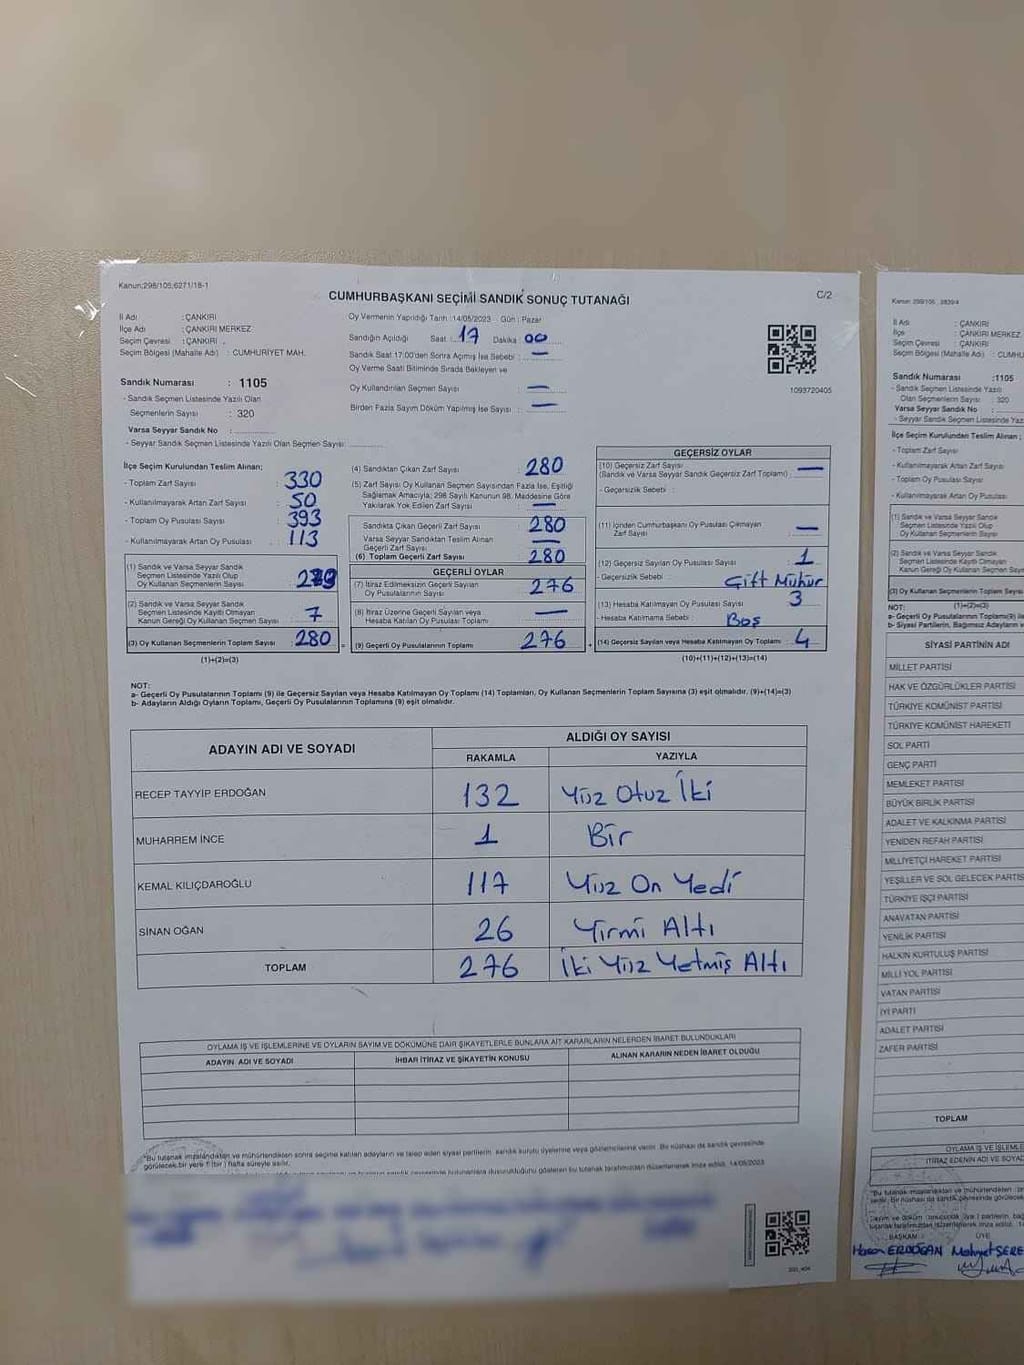 Kanun;298/105,6271/18-1
CUMHURBAŞKANI SEÇİMİ SANDIK SONUÇ TUTANAĞI
C/2
İl Adı : ÇANKIRI
İlçe Adı : ÇANKIRI MERKEZ
Seçim Çevresi : ÇANKIRI
Seçim Bölgesi (Mahalle Adı) : CUMHURİYET MAH.
Oy Vermenin Yapıldığı Tarih :14/05/2023 Gün : Pazar
Sandığın Açıldığı Saat : 17 Dakika 00
Sandık Saat 17:00'den Sonra Açılmış İse Sebebi : —
Oy Verme Saati Bitiminde Sırada Bekleyen ve
Oy Kullandırılan Seçmen Sayısı : —
Birden Fazla Sayım Döküm Yapılmış İse Sayısı : —
1093720405
Sandık Numarası : 1105
- Sandık Seçmen Listesinde Yazılı Olan
Seçmenlerin Sayısı : 320
Varsa Seyyar Sandık No :
- Seyyar Sandık Seçmen Listesinde Yazılı Olan Seçmen Sayısı:
İlçe Seçim Kurulundan Teslim Alınan;
- Toplam Zarf Sayısı : 330
- Kullanılmayarak Artan Zarf Sayısı : 50
- Toplam Oy Pusulası Sayısı : 393
- Kullanılmayarak Artan Oy Pusulası : 113
(1) Sandık ve Varsa Seyyar Sandık
Seçmen Listesinde Yazılı Olup
Oy Kullanan Seçmenlerin Sayısı
(2) Sandık ve Varsa Seyyar Sandık
Seçmen Listesinde Kayıtlı Olmayan
Kanun Gereği Oy Kullanan Seçmen Sayısı 7
(3) Oy Kullanan Seçmenlerin Toplam Sayısı 280
(1)+(2)=(3)
(4) Sandıktan Çıkan Zarf Sayısı : 280
(5) Zarf Sayısı Oy Kullanan Seçmen Sayısından Fazla İse, Eşitliği
Sağlamak Amacıyla; 298 Sayılı Kanunun 98. Maddesine Göre
Yakılarak Yok Edilen Zarf Sayısı : —
Sandıkta Çıkan Geçerli Zarf Sayısı : 280
Varsa Seyyar Sandıktan Teslim Alınan
Geçerli Zarf Sayısı : —
(6) Toplam Geçerli Zarf Sayısı : 280
GEÇERLİ OYLAR
(7) İtiraz Edilmeksizin Geçerli Sayılan
Oy Pusulalarının Sayısı : 276
(8) İtiraz Üzerine Geçerli Sayılan veya
Hesaba Katılan Oy Pusulaları Toplamı : —
(9) Geçerli Oy Pusulalarının Toplamı 276
GEÇERSİZ OYLAR
(10) Geçersiz Zarf Sayısı
(Sandık ve Varsa Seyyar Sandık Geçersiz Zarf Toplamı) : —
- Geçersizlik Sebebi :
(11) İçinden Cumhurbaşkanı Oy Pusulası Çıkmayan
Zarf Sayısı : —
(12) Geçersiz Sayılan Oy Pusulası Sayısı : 1
- Geçersizlik Sebebi : Çift Mühür
(13) Hesaba Katılmayan Oy Pusulası Sayısı : 3
- Hesaba Katılmama Sebebi : Boş
(14) Geçersiz Sayılan veya Hesaba Katılmayan Oy Toplamı : 4
(10)+(11)+(12)+(13)=(14)
NOT:
a- Geçerli Oy Pusulalarının Toplamı (9) ile Geçersiz Sayılan veya Hesaba Katılmayan Oy Toplamı (14) Toplamları, Oy Kullanan Seçmenlerin Toplam Sayısına (3) eşit olmalıdır. (9)+(14)=(3)
b- Adayların Aldığı Oyların Toplamı, Geçerli Oy Pusulalarının Toplamına (9) eşit olmalıdır.
ADAYIN ADI VE SOYADI
ALDIĞI OY SAYISI
RAKAMLA YAZIYLA
RECEP TAYYİP ERDOĞAN 132 Yüz Otuz İki
MUHARREM İNCE 1 Bir
KEMAL KILIÇDAROĞLU 117 Yüz On Yedi
SİNAN OĞAN 26 Yirmi Altı
TOPLAM 276 İki Yüz Yetmiş Altı
OYLAMA İŞ VE İŞLEMLERİNE VE OYLARIN SAYIM VE DÖKÜMÜNE DAİR ŞİKAYETLERLE BUNLARA AİT KARARLARIN NELERDEN İBARET BULUNDUKLARI
ADAYIN ADI VE SOYADI İHBAR İTİRAZ VE ŞİKAYETİN KONUSU ALINAN KARARIN NEDEN İBARET OLDUĞU
"Bu tutanak imzalandıktan ve mühürlendikten sonra seçime katılan adayların ve talep eden siyasi partilerin, sandık kurulu üyelerine veya gözlemcilerine verilir. Bir nüshası da sandık çevresinde
görülecek bir yere 1 (bir) hafta süreyle asılır.
Kanun 298/105, 2839/4
İl Adı : ÇANKIRI
İlçe : ÇANKIRI MERKEZ
Seçim Çevresi : ÇANKIRI
Seçim Bölgesi (Mahalle Adı) : CUMHU
Sandık Numarası :1105
- Sandık Seçmen Listesinde Yazılı
Olan Seçmenlerin Sayısı : 320
Varsa Seyyar Sandık No :
- Seyyar Sandık Seçmen Listesinde Yaz
İlçe Seçim Kurulundan Teslim Alınan ;
- Toplam Zarf Sayısı
- Kullanılmayarak Artan Zarf Sayısı
- Toplam Oy Pusulası Sayısı
- Kullanılmayarak Artan Oy Pusulası
(1) Sandık ve Varsa Seyyar Sandık
Seçmen Listesinde Yazılı Olup
Oy Kullanan Seçmenlerin Sayısı
(2) Sandık ve Varsa Seyyar Sandık
Seçmen Listesinde Kayıtlı Olmayan
Kanun Gereği Oy Kullanan Seçmen Say
(3) Oy Kullanan Seçmenlerin Toplam Sayısı
NOT: (1)+(2)=(3)
a- Geçerli Oy Pusulalarının Toplamı(9) ile
b- Siyasi Partilerin, Bağımsız Adayların v
SİYASİ PARTİNİN ADI
MİLLET PARTİSİ
HAK VE ÖZGÜRLÜKLER PARTİSİ
TÜRKİYE KOMÜNİST PARTİSİ
TÜRKİYE KOMÜNİST HAREKETİ
SOL PARTİ
GENÇ PARTİ
MEMLEKET PARTİSİ
BÜYÜK BİRLİK PARTİSİ
ADALET VE KALKINMA PARTİSİ
YENİDEN REFAH PARTİSİ
MİLLİYETÇİ HAREKET PARTİSİ
YEŞİLLER VE SOL GELECEK PARTİS
TÜRKİYE İŞÇİ PARTİSİ
ANAVATAN PARTİSİ
YENİLİK PARTİSİ
HALKIN KURTULUŞ PARTİSİ
MİLLİ YOL PARTİSİ
VATAN PARTİSİ
İYİ PARTİ
ADALET PARTİSİ
ZAFER PARTİSİ
TOPLAM
OYLAMA İŞ VE İŞLEMLE
İTİRAZ EDENİN ADI VE SOYAD
BAŞKAN ÜYE
Hasan ERDOĞAN Mehmet SERE